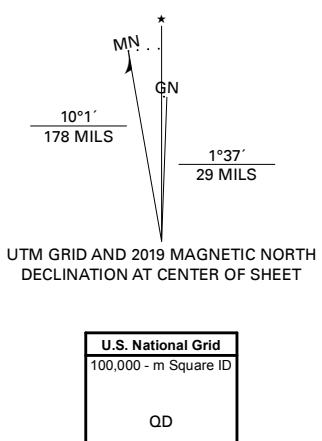 MN
GN
10°1´
178 MILS
1°37´
29 MILS
UTM GRID AND 2019 MAGNETIC NORTH
DECLINATION AT CENTER OF SHEET
U.S. National Grid
100,000 - m Square ID
QD